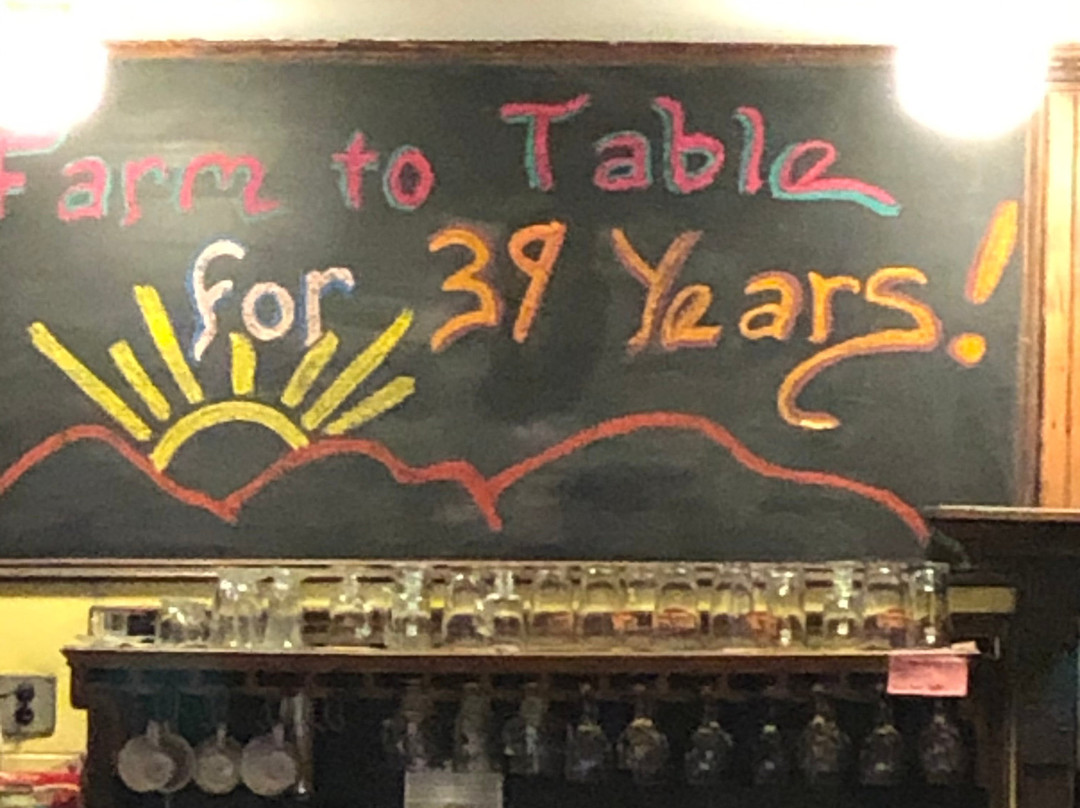 Farm to Table
for 39 Years!